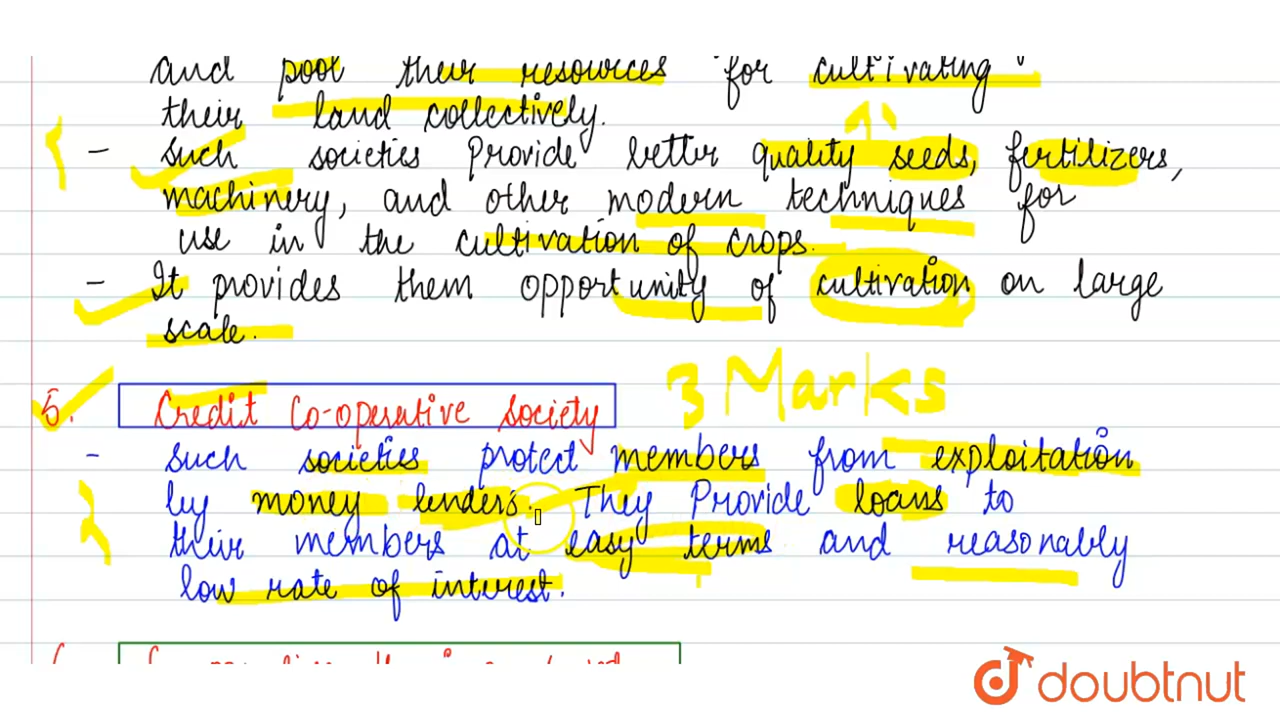 and pool their resources for cultivating
their land collectively.
- Such societies provide better quality seeds, fertilizers,
machinery, and other modern techniques for
use in the cultivation of crops.
- It provides them opportunity of cultivation on large
scale.
3 Marks
5. Credit Co-operative Society
- Such societies protect members from exploitation
by money lenders. They Provide loans to
their members at easy terms and reasonably
low rate of interest.
doubtnut